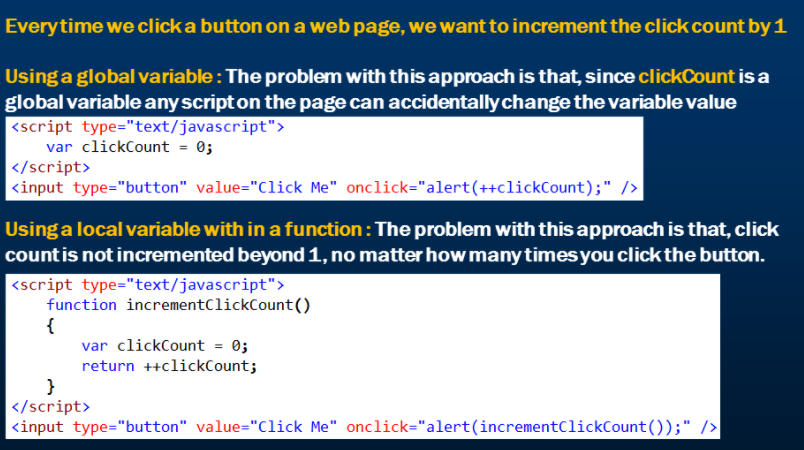 Everytime we click a button on a web page, we want to increment the click count by 1
Using a global variable : The problem with this approach is that, since clickCount is a
global variable any script on the page can accidentally change the variable value
<script type="text/javascript">
    var clickCount = 0;
</script>
<input type="button" value="Click Me" onclick="alert(++clickCount);" />
Using a local variable with in a function : The problem with this approach is that, click
count is not incremented beyond 1, no matter how many times you click the button.
<script type="text/javascript">
    function incrementClickCount()
    {
        var clickCount = 0;
        return ++clickCount;
    }
</script>
<input type="button" value="Click Me" onclick="alert(incrementClickCount());" />